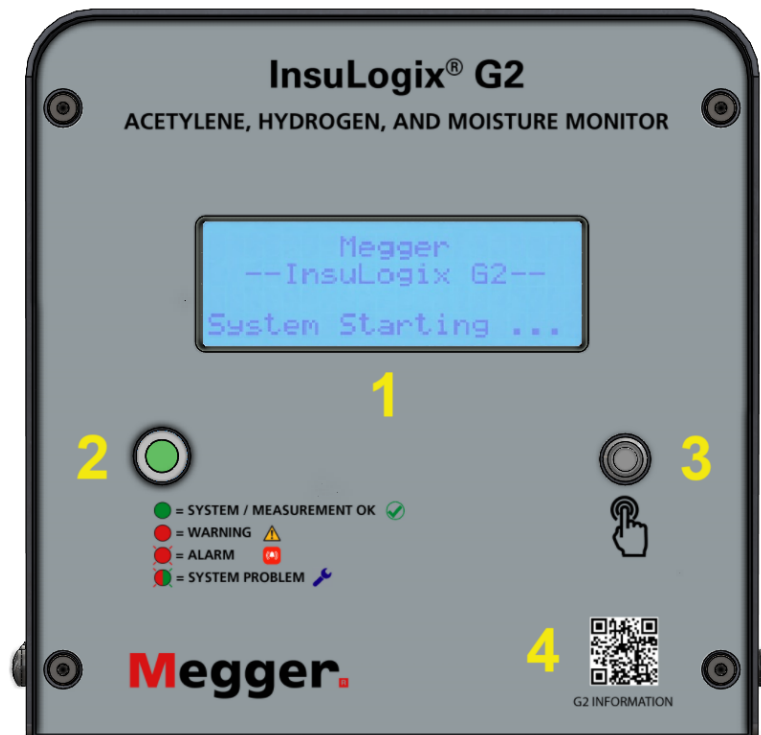 InsuLogix® G2
ACETYLENE, HYDROGEN, AND MOISTURE MONITOR
Megger
--InsuLogix G2--
System Starting ...
1
2
3
= SYSTEM / MEASUREMENT OK
= WARNING
= ALARM
= SYSTEM PROBLEM
4
Megger®
G2 INFORMATION